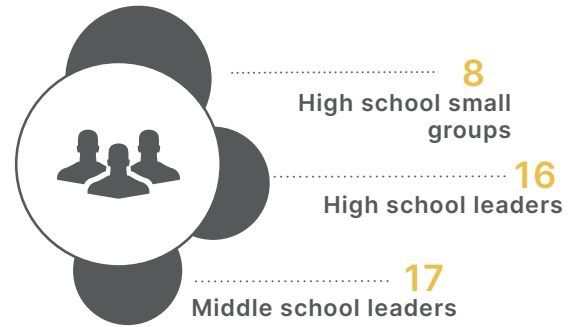 8
High school small
groups
16
High school leaders
17
Middle school leaders